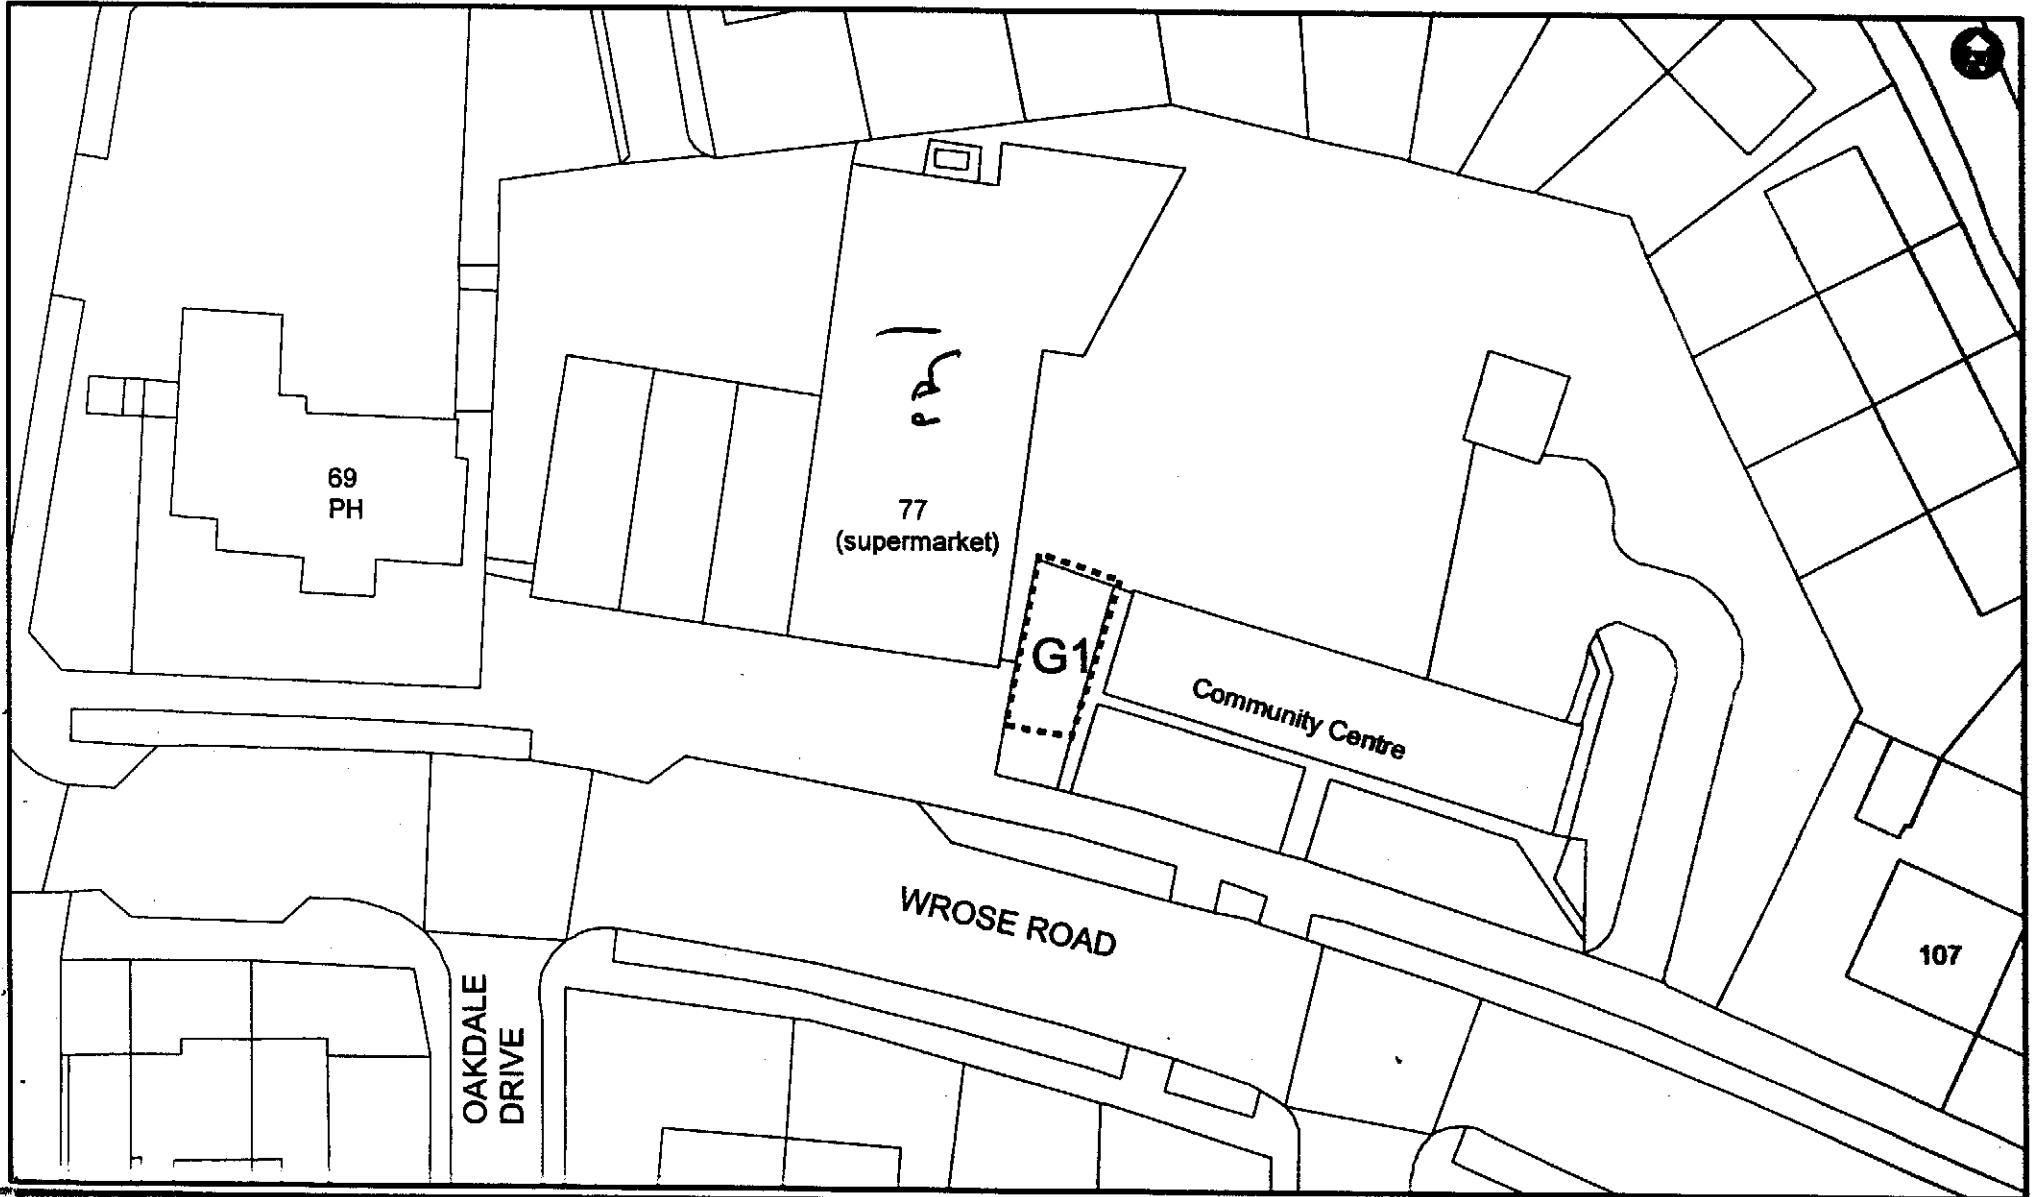 69
PH
77
(supermarket)
G1
Community Centre
WROSE ROAD
107
OAKDALE
DRIVE